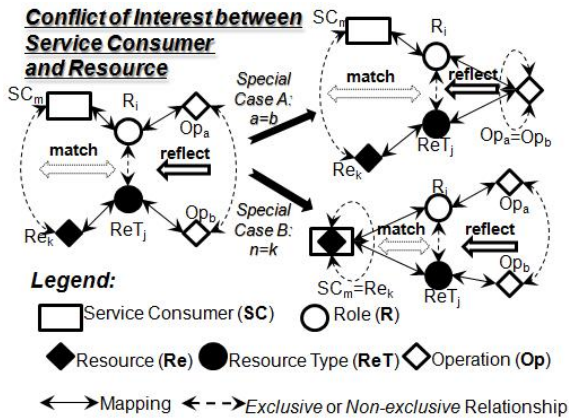 Conflict of Interest between
Service Consumer
and Resource
SCm
Ri
Opa
match
reflect
Rek
ReTj
Opb
Special
Case A:
a=b
Special
Case B:
n=k
SCm
Ri
match
reflect
Opa=Opb
Rek
ReTj
Ri
Opa
match
reflect
SCm=Rek
ReTj
Opb
Legend:
Service Consumer (SC)
Role (R)
Resource (Re)
Resource Type (ReT)
Operation (Op)
Mapping
Exclusive or Non-exclusive Relationship